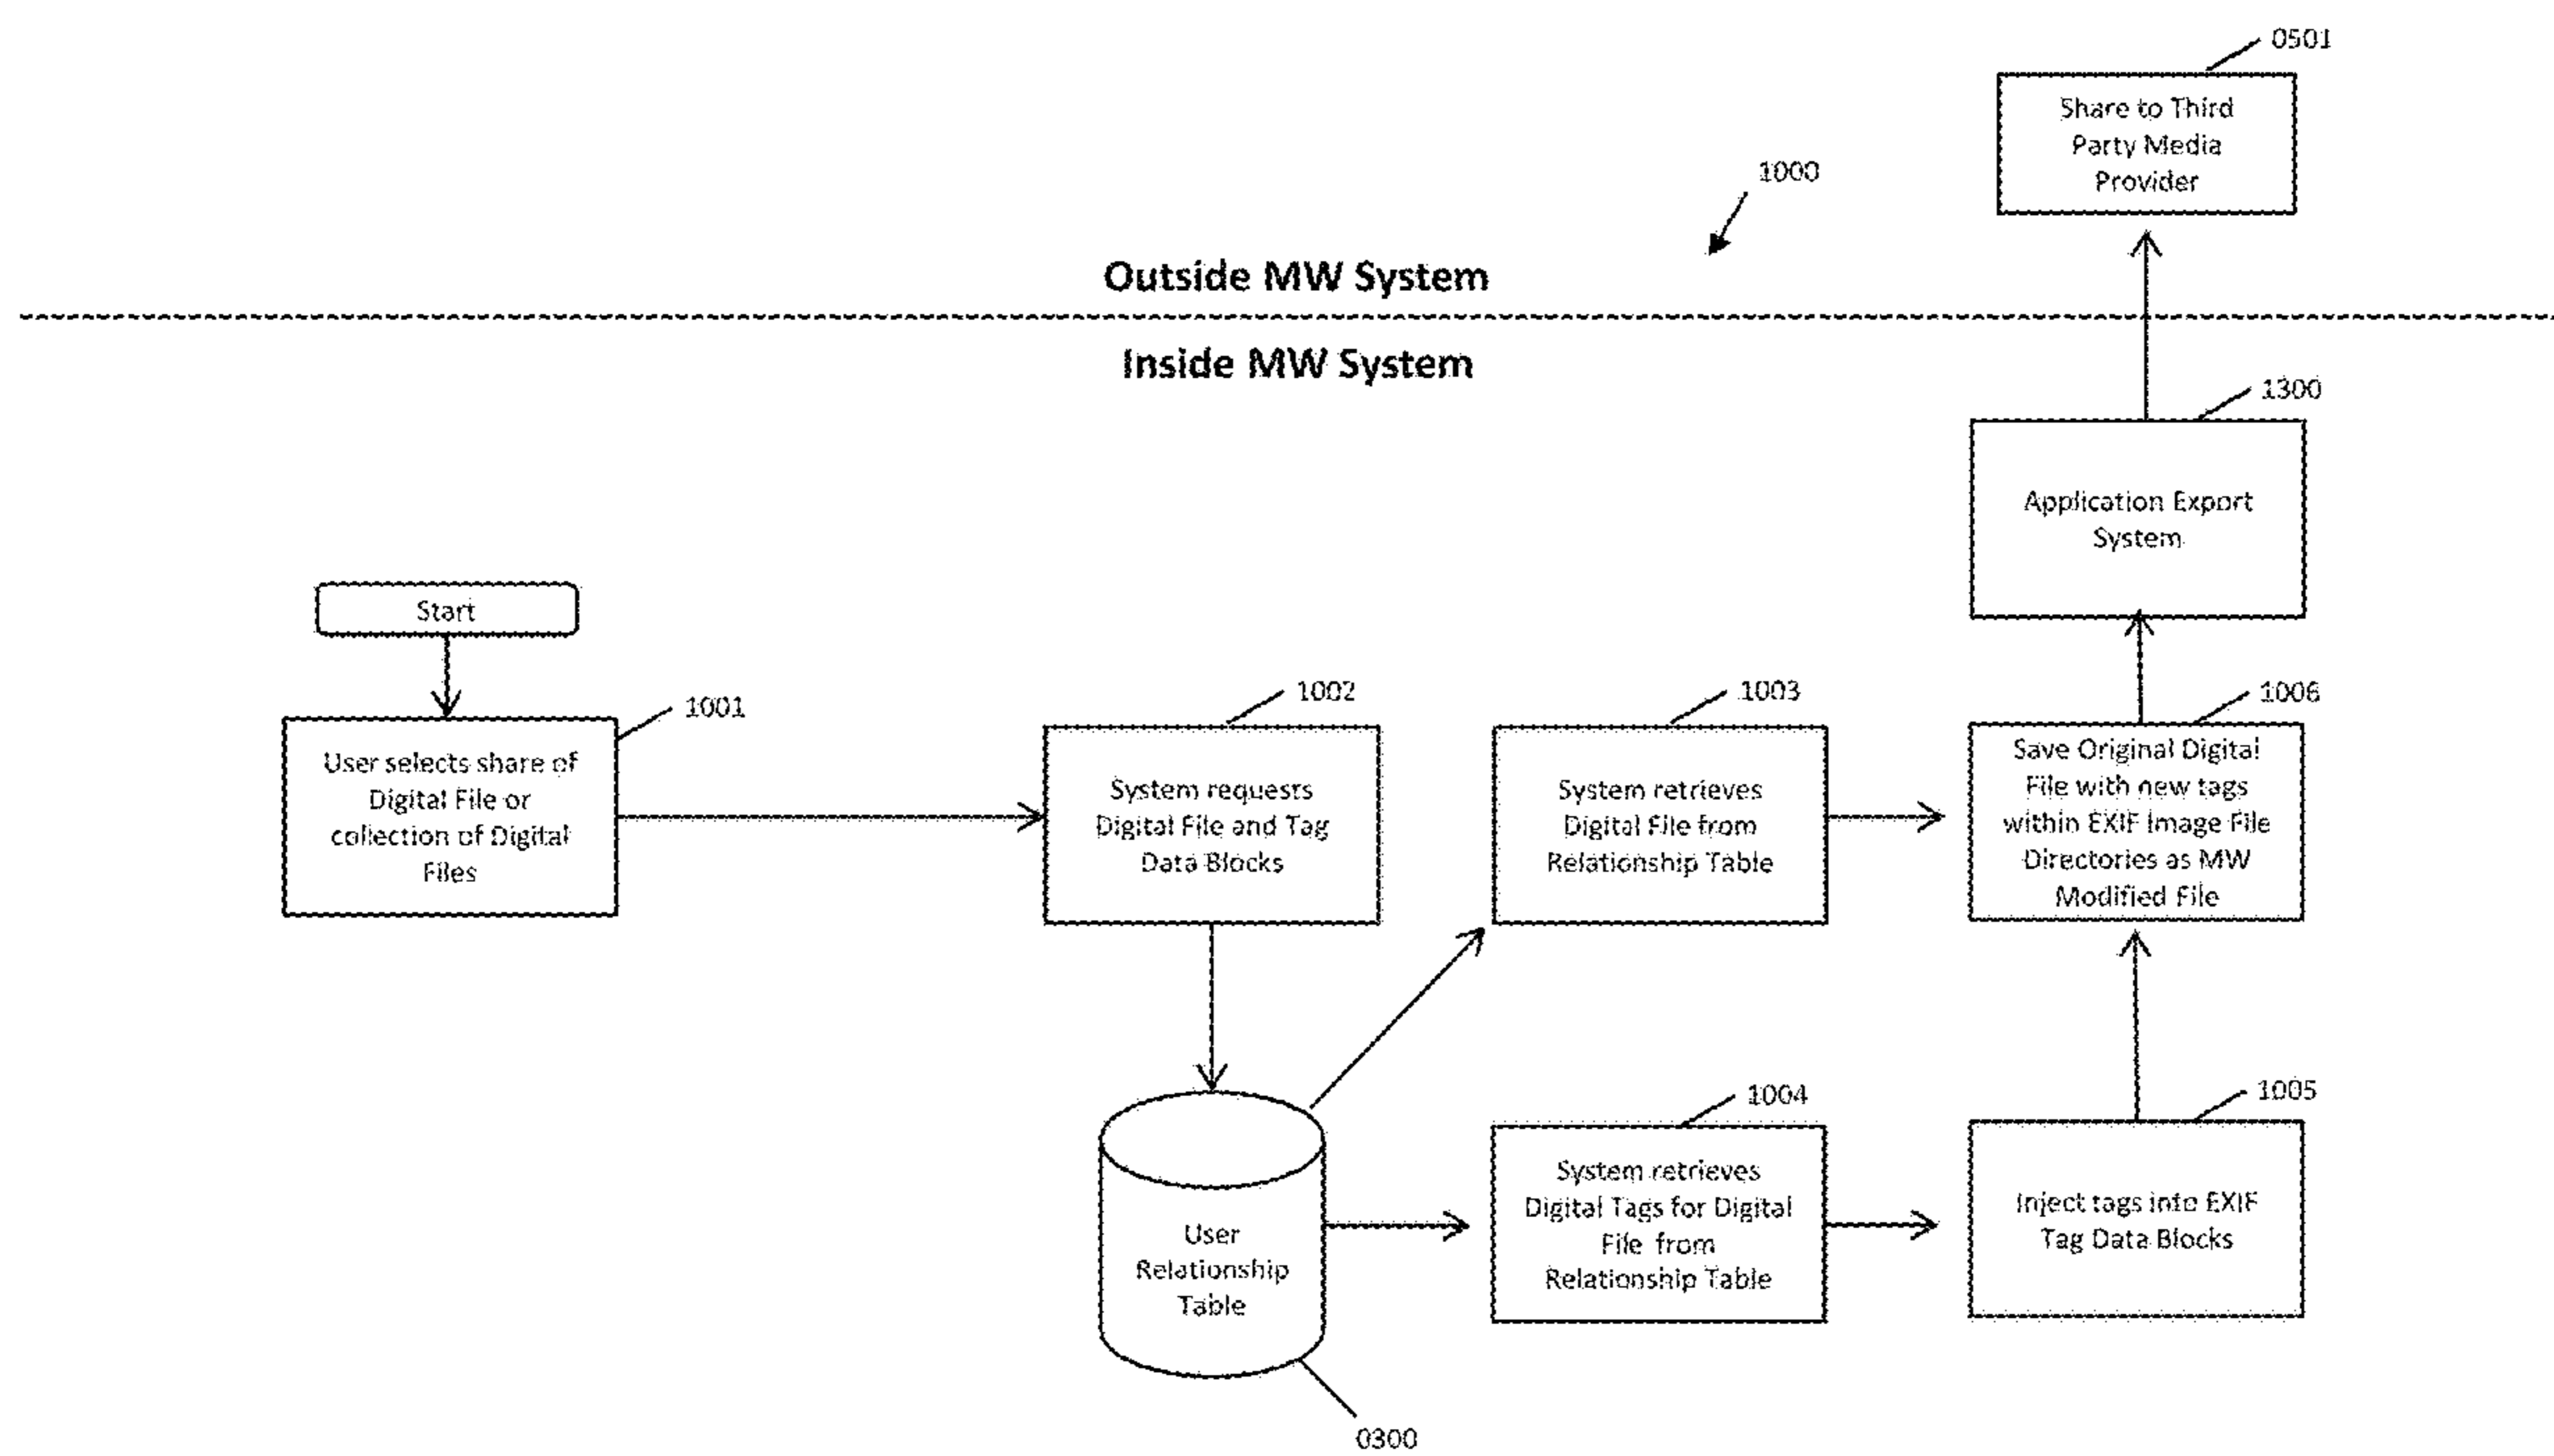 0501
Share to Third
Party Media
Provider
1000
Outside MW System
Inside MW System
1300
Application Export
System
Start
1001
User selects share of
Digital File or
collection of Digital
Files
1002
System requests
Digital File and Tag
Data Blocks
1003
System retrieves
Digital File from
Relationship Table
1006
Save Original Digital
File with new tags
within EXIF Image File
Directories as MW
Modified File
User
Relationship
Table
0300
1004
System retrieves
Digital Tags for Digital
File from
Relationship Table
1005
Inject tags into EXIF
Tag Data Blocks